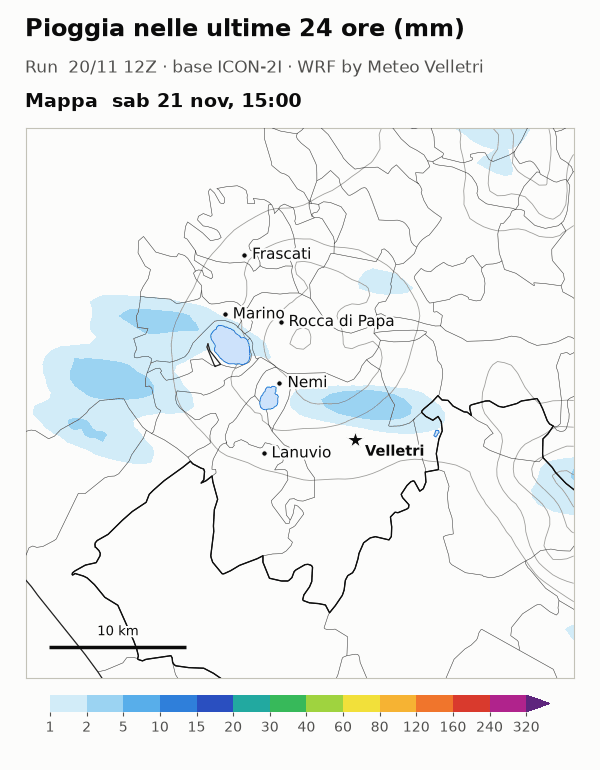 Pioggia nelle ultime 24 ore (mm)
Run 20/11 12Z · base ICON-2I · WRF by Meteo Velletri
Mappa sab 21 nov, 15:00
Frascati
Marino
Rocca di Papa
Nemi
Velletri
Lanuvio
10 km
1 2 5 10 15 20 30 40 60 80 120 160 240 320